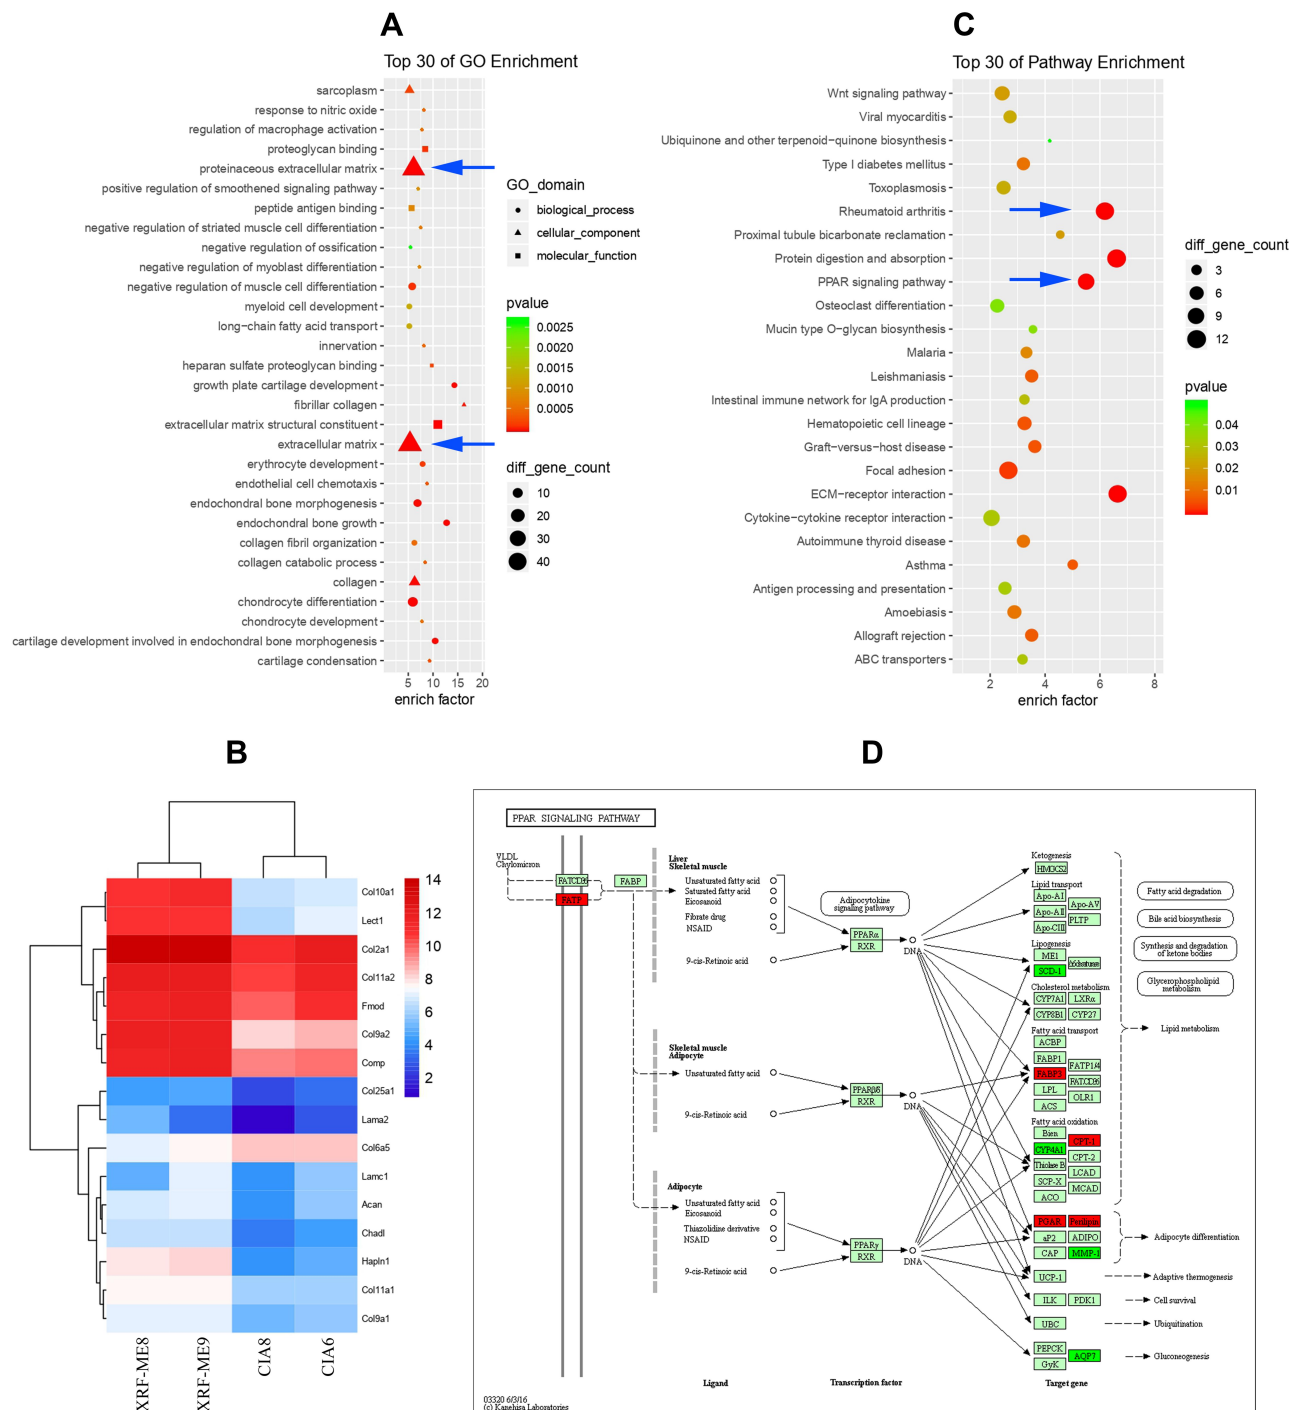 A
Top 30 of GO Enrichment
sarcoplasm
response to nitric oxide
regulation of macrophage activation
proteoglycan binding
proteinaceous extracellular matrix
positive regulation of smoothened signaling pathway
peptide antigen binding
negative regulation of striated muscle cell differentiation
negative regulation of ossification
negative regulation of myoblast differentiation
negative regulation of muscle cell differentiation
myeloid cell development
long−chain fatty acid transport
innervation
heparan sulfate proteoglycan binding
growth plate cartilage development
fibrillar collagen
extracellular matrix structural constituent
extracellular matrix
erythrocyte development
endothelial cell chemotaxis
endochondral bone morphogenesis
endochondral bone growth
collagen fibril organization
collagen catabolic process
collagen
chondrocyte differentiation
chondrocyte development
cartilage development involved in endochondral bone morphogenesis
cartilage condensation
5 10 15 20
enrich factor
GO_domain
biological_process
cellular_component
molecular_function
pvalue
0.0025
0.0020
0.0015
0.0010
0.0005
diff_gene_count
10
20
30
40
C
Top 30 of Pathway Enrichment
Wnt signaling pathway
Viral myocarditis
Ubiquinone and other terpenoid−quinone biosynthesis
Type I diabetes mellitus
Toxoplasmosis
Rheumatoid arthritis
Proximal tubule bicarbonate reclamation
Protein digestion and absorption
PPAR signaling pathway
Osteoclast differentiation
Mucin type O−glycan biosynthesis
Malaria
Leishmaniasis
Intestinal immune network for IgA production
Hematopoietic cell lineage
Graft−versus−host disease
Focal adhesion
ECM−receptor interaction
Cytokine−cytokine receptor interaction
Autoimmune thyroid disease
Asthma
Antigen processing and presentation
Amoebiasis
Allograft rejection
ABC transporters
2 4 6 8
enrich factor
diff_gene_count
3
6
9
12
pvalue
0.04
0.03
0.02
0.01
B
Col10a1
Lect1
Col2a1
Col11a2
Fmod
Col9a2
Comp
Col25a1
Lama2
Col6a5
Lamc1
Acan
Chadl
Hapln1
Col11a1
Col9a1
14
12
10
8
6
4
2
XRF-ME8
XRF-ME9
CIA8
CIA6
D
PPAR SIGNALING PATHWAY
VLDL
Chylomicron
FATCD36
FATP
FABP
Liver
Skeletal muscle
Unsaturated fatty acid
Saturated fatty acid
Eicosanoid
Fibrate drug
NSAID
9-cis-Retinoic acid
Adipocytokine
signaling pathway
PPARα
RXR
DNA
Skeletal muscle
Adipocyte
Unsaturated fatty acid
9-cis-Retinoic acid
PPARβ/δ
RXR
DNA
Adipocyte
Unsaturated fatty acid
Eicosanoid
Thiazolidine derivative
NSAID
9-cis-Retinoic acid
PPARγ
RXR
DNA
Ketogenesis
HMGCS2
Lipid transport
Apo-AI
Apo-AII
Apo-AV
Apo-CIII
PLTP
Lipogenesis
ME1
SCD-1
Cholesterol metabolism
CYP7A1
LXRα
CYP8B1
CYP27
Fatty acid transport
ACBP
FABP1
FATP1/4
FABP3
FATCD36
LPL
OLR1
ACS
Fatty acid oxidation
Bien
CPT-1
CYP4A1
CPT-2
Thiolase B
LCAD
SCP-X
MCAD
ACO
PGAR
Perilipin
aP2
ADIPO
CAP
MMP-1
UCP-1
ILK
PDK1
UBC
PEPCK
GyK
AQP7
Fatty acid degradation
Bile acid biosynthesis
Synthesis and degradation
of ketone bodies
Glycerophospholipid
metabolism
Lipid metabolism
Adipocyte differentiation
Adaptive thermogenesis
Cell survival
Ubiquitination
Gluconeogenesis
Ligand
Transcription factor
Target gene
03320 6/3/16
(c) Kanehisa Laboratories